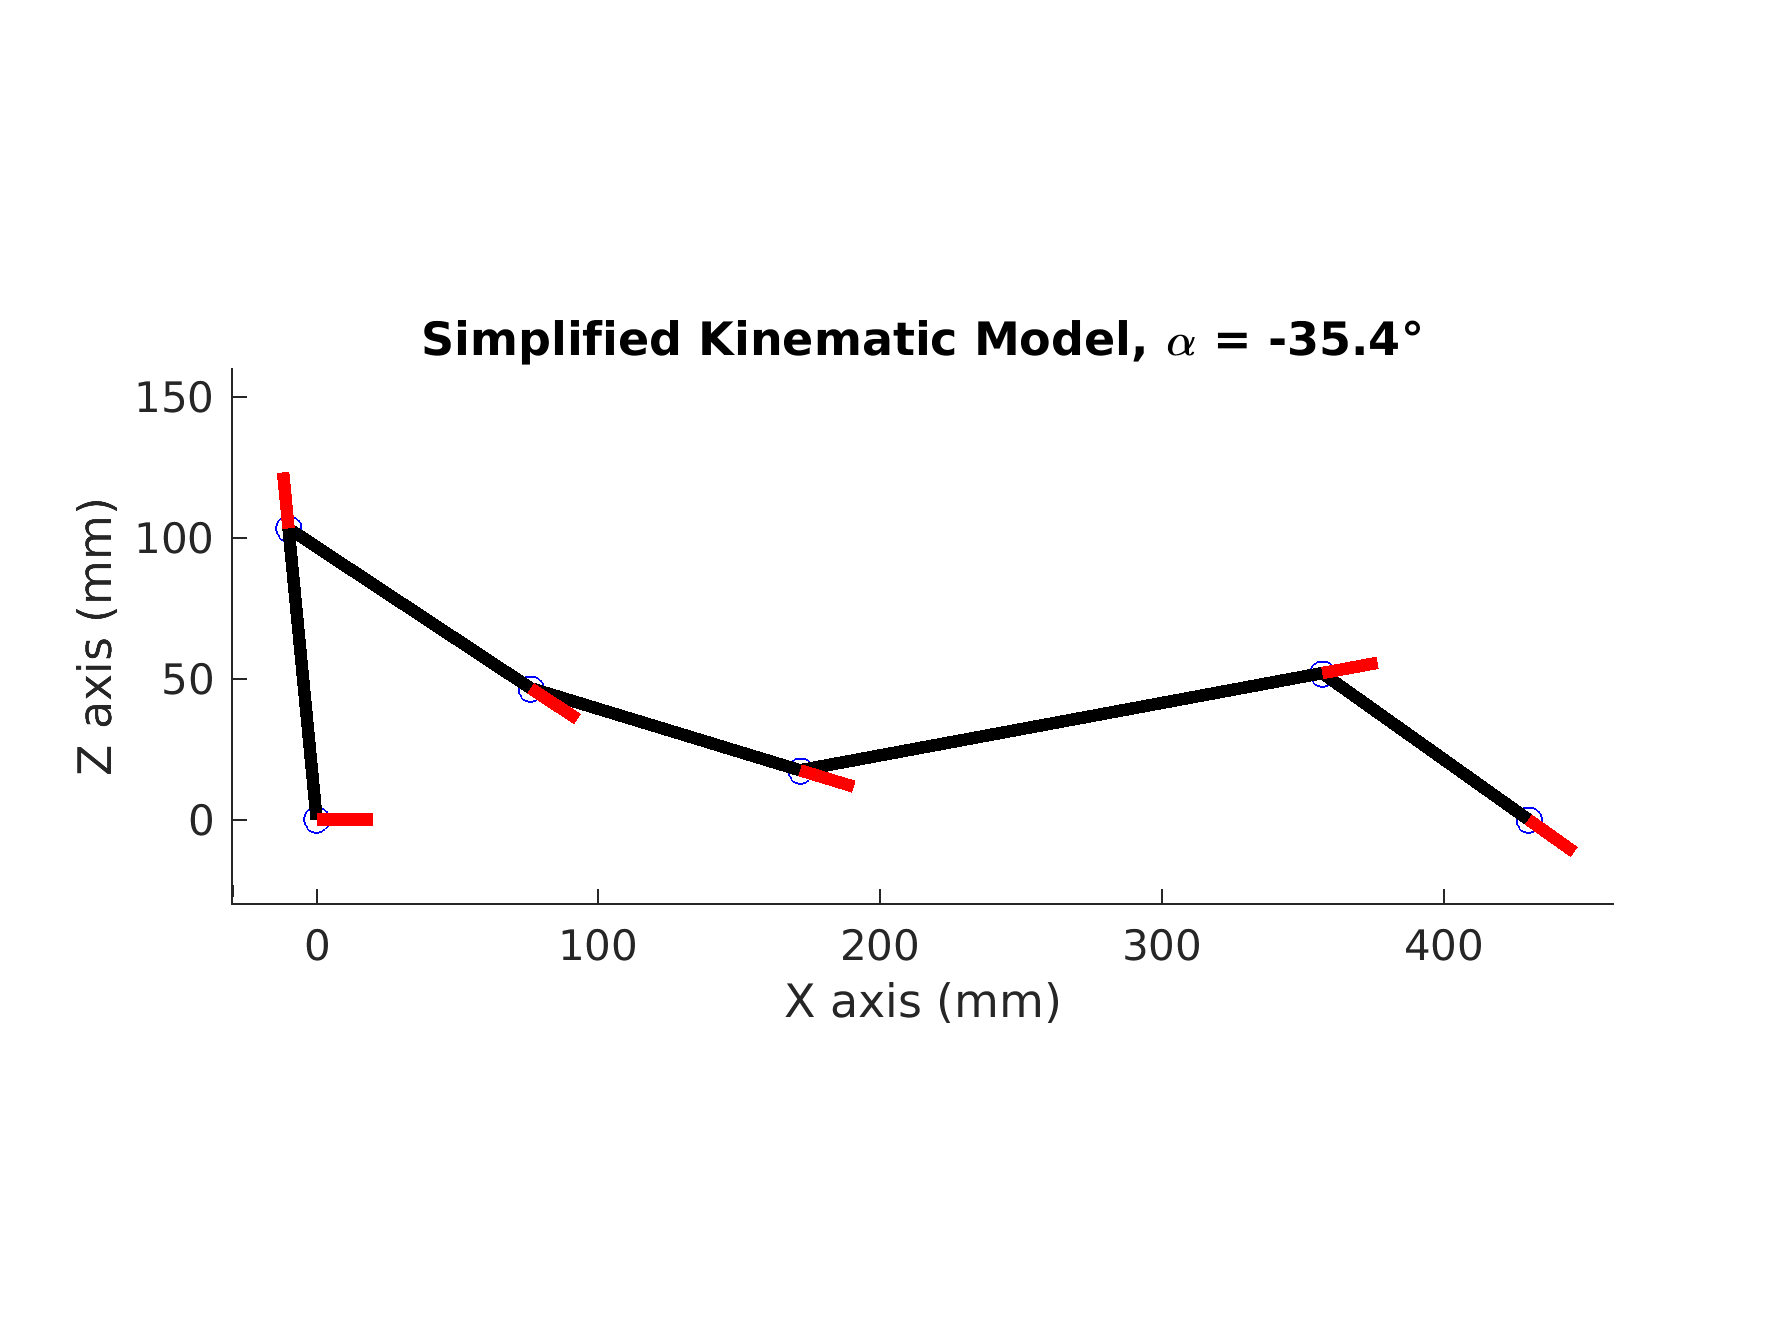 Simplified Kinematic Model, α = -35.4°
150
100
50
0
Z axis (mm)
0 100 200 300 400
X axis (mm)